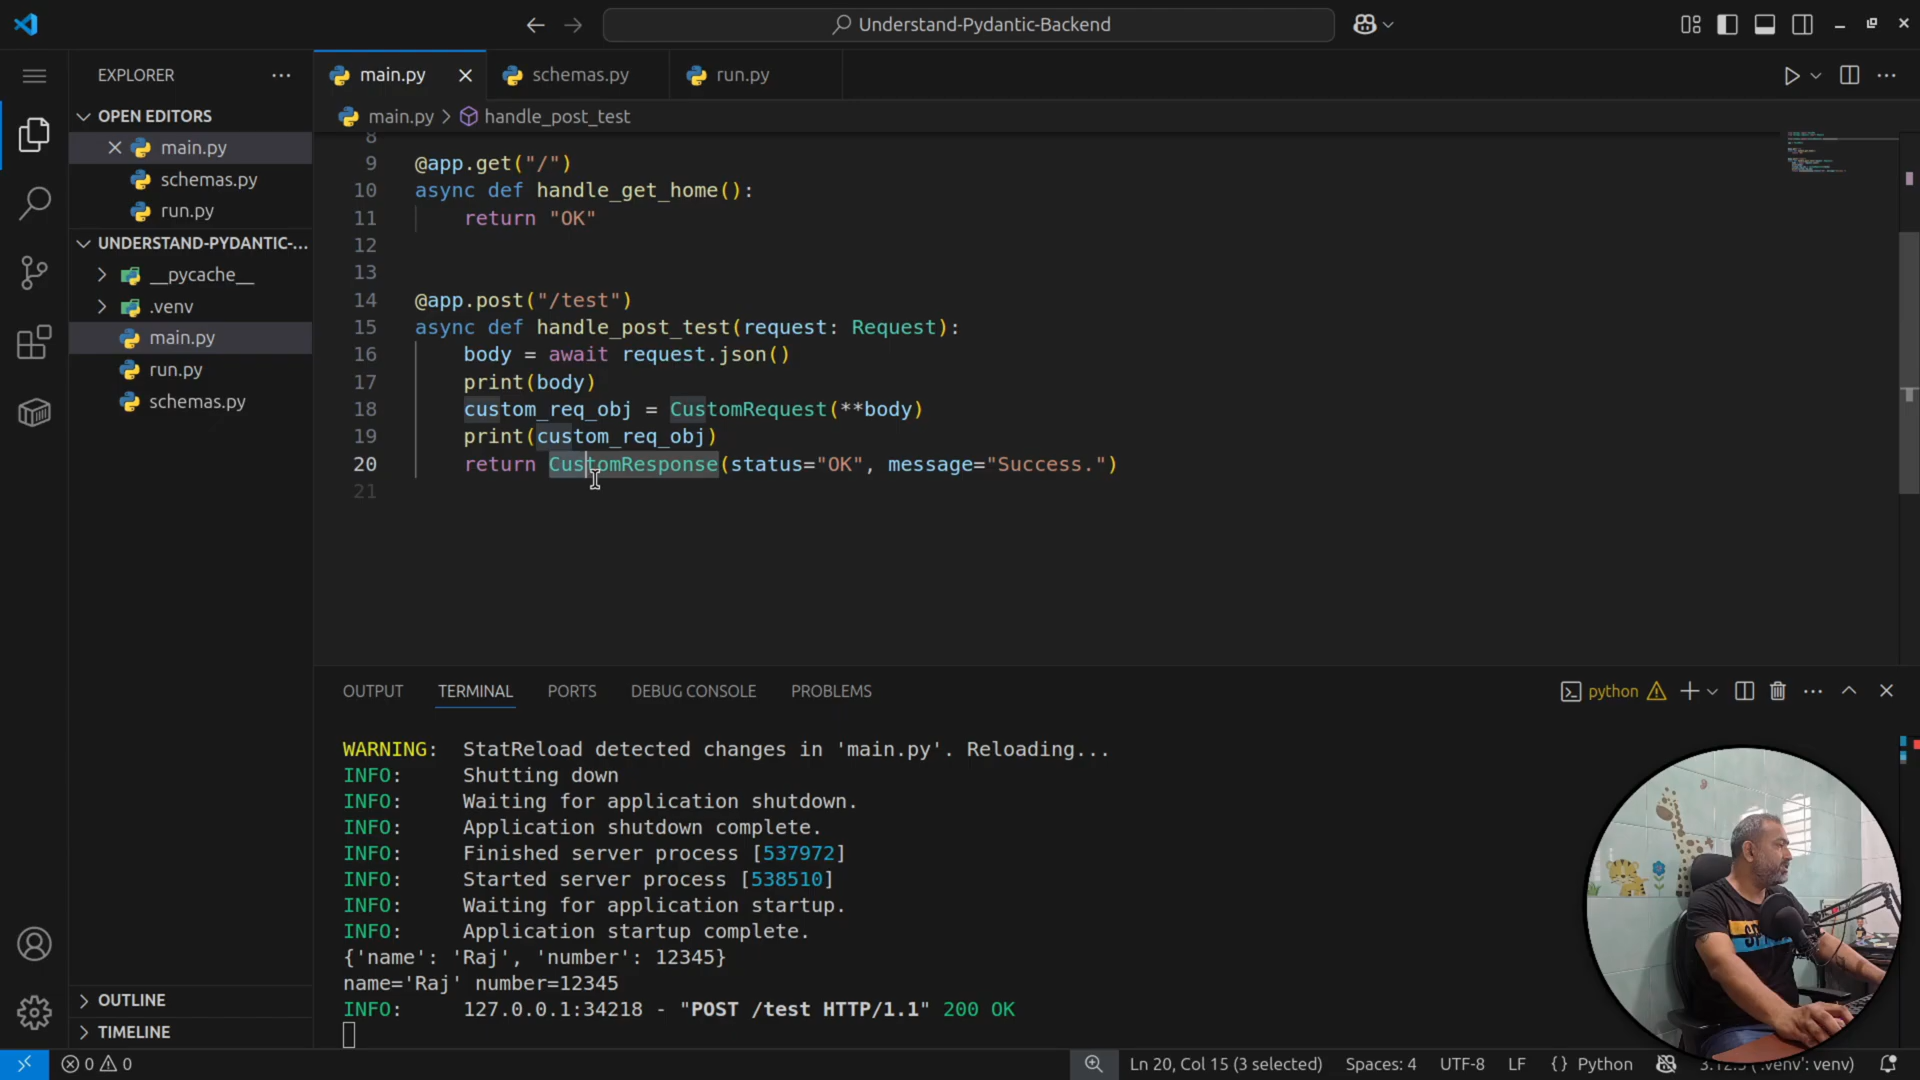 Understand-Pydantic-Backend
EXPLORER
main.py
schemas.py
run.py
OPEN EDITORS
main.py > handle_post_test
main.py
schemas.py
run.py
UNDERSTAND-PYDANTIC-...
__pycache__
.venv
main.py
run.py
schemas.py
OUTLINE
TIMELINE
8
9 @app.get("/")
10 async def handle_get_home():
11 return "OK"
12
13
14 @app.post("/test")
15 async def handle_post_test(request: Request):
16 body = await request.json()
17 print(body)
18 custom_req_obj = CustomRequest(**body)
19 print(custom_req_obj)
20 return CustomResponse(status="OK", message="Success.")
21
OUTPUT TERMINAL PORTS DEBUG CONSOLE PROBLEMS
python
WARNING: StatReload detected changes in 'main.py'. Reloading...
INFO: Shutting down
INFO: Waiting for application shutdown.
INFO: Application shutdown complete.
INFO: Finished server process [537972]
INFO: Started server process [538510]
INFO: Waiting for application startup.
INFO: Application startup complete.
{'name': 'Raj', 'number': 12345}
name='Raj' number=12345
INFO: 127.0.0.1:34218 - "POST /test HTTP/1.1" 200 OK
0 0
Ln 20, Col 15 (3 selected)
Spaces: 4
UTF-8
LF
{ } Python
venv)